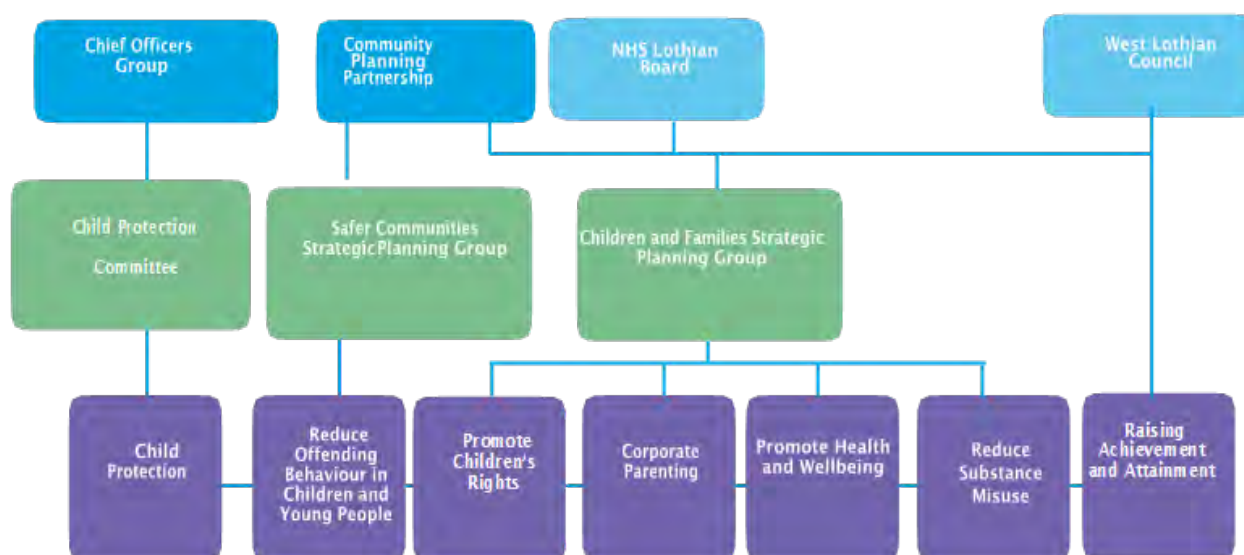 Chief Officers
Group
Community
Planning
Partnership
NHS Lothian
Board
West Lothian
Council
Child Protection
Committee
Safer Communities
Strategic Planning Group
Children and Families Strategic
Planning Group
Child
Protection
Reduce
Offending
Behaviour in
Children and
Young People
Promote
Children's
Rights
Corporate
Parenting
Promote Health
and Wellbeing
Reduce
Substance
Misuse
Raising
Achievement
and Attainment